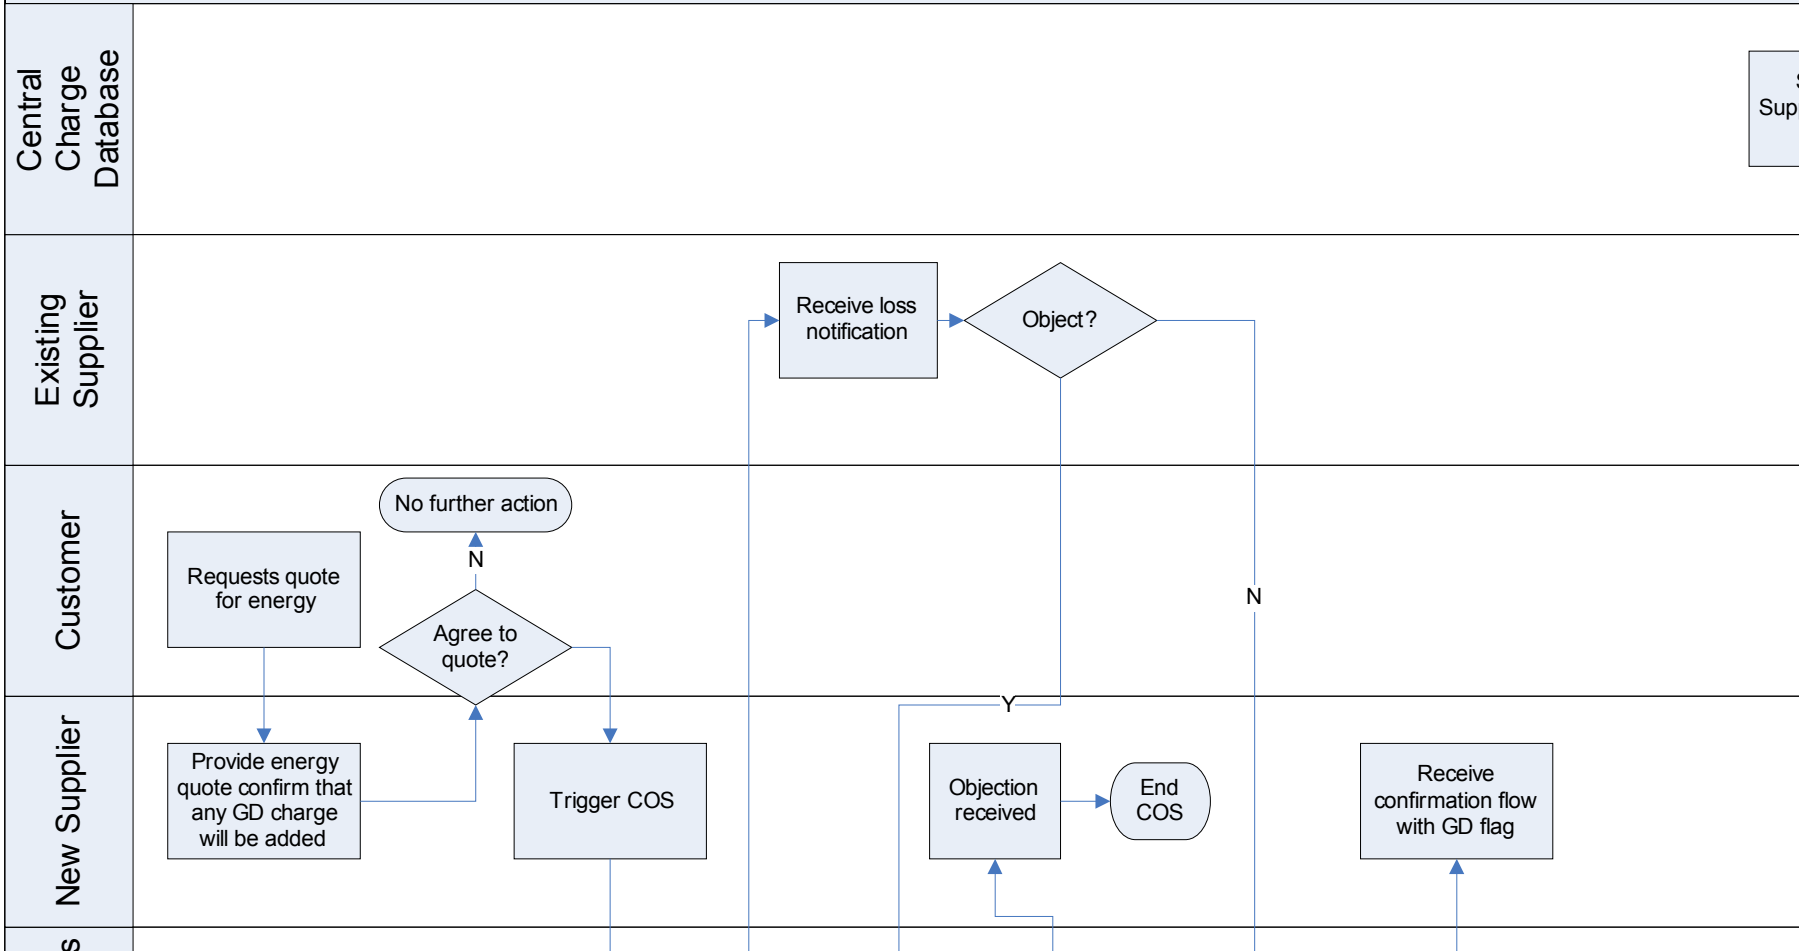 Central
Charge
Database
Supp
Existing
Supplier
Receive loss
notification
Object?
Customer
No further action
N
Requests quote
for energy
Agree to
quote?
N
Y
New Supplier
Provide energy
quote confirm that
any GD charge
will be added
Trigger COS
Objection
received
End
COS
Receive
confirmation flow
with GD flag
s